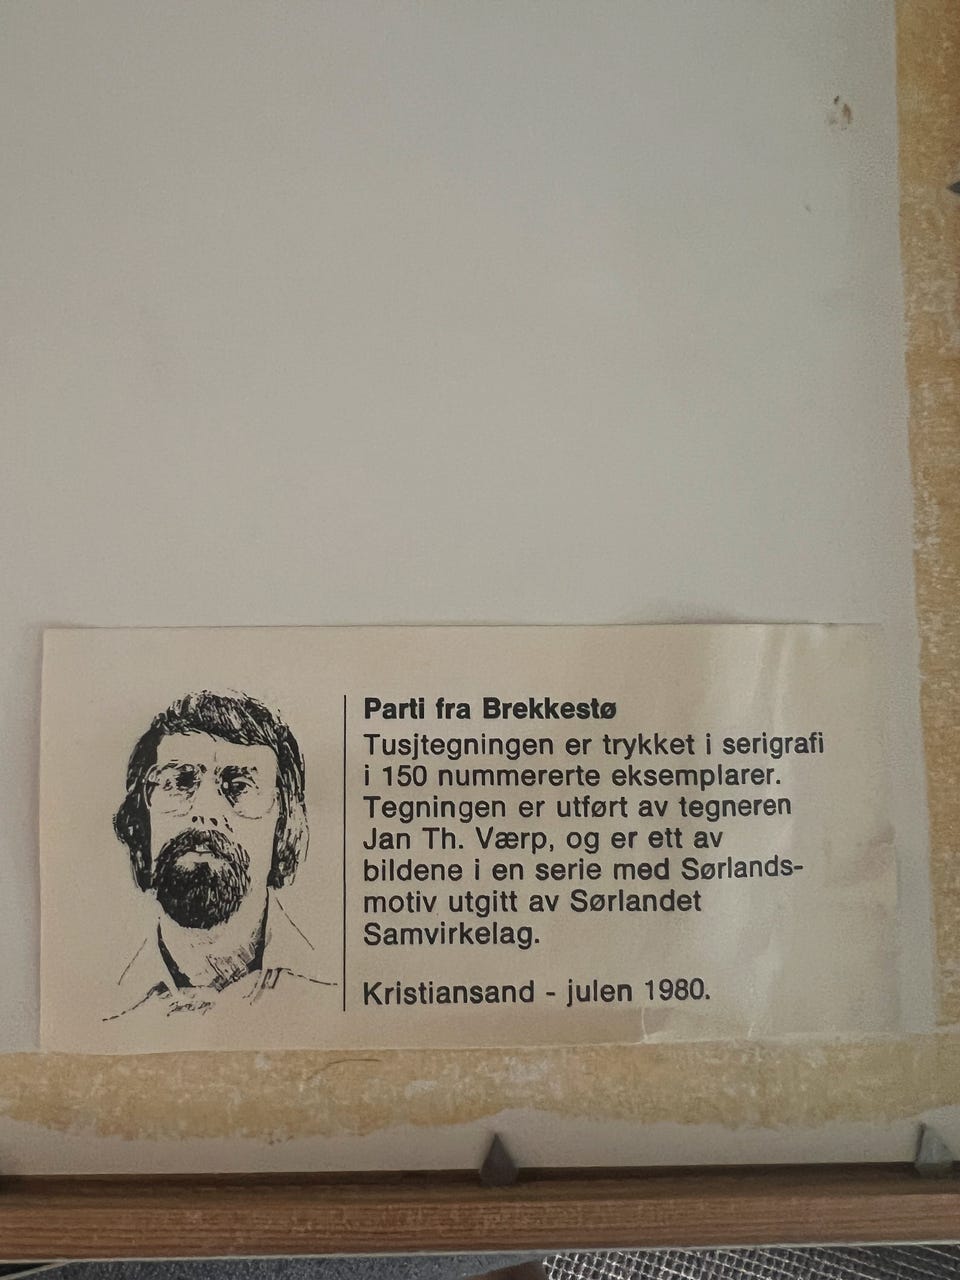 Parti fra Brekkestø
Tusjtegningen er trykket i serigrafi
i 150 nummererte eksemplarer.
Tegningen er utført av tegneren
Jan Th. Værp, og er ett av
bildene i en serie med Sørlands-
motiv utgitt av Sørlandet
Samvirkelag.
Kristiansand - julen 1980.